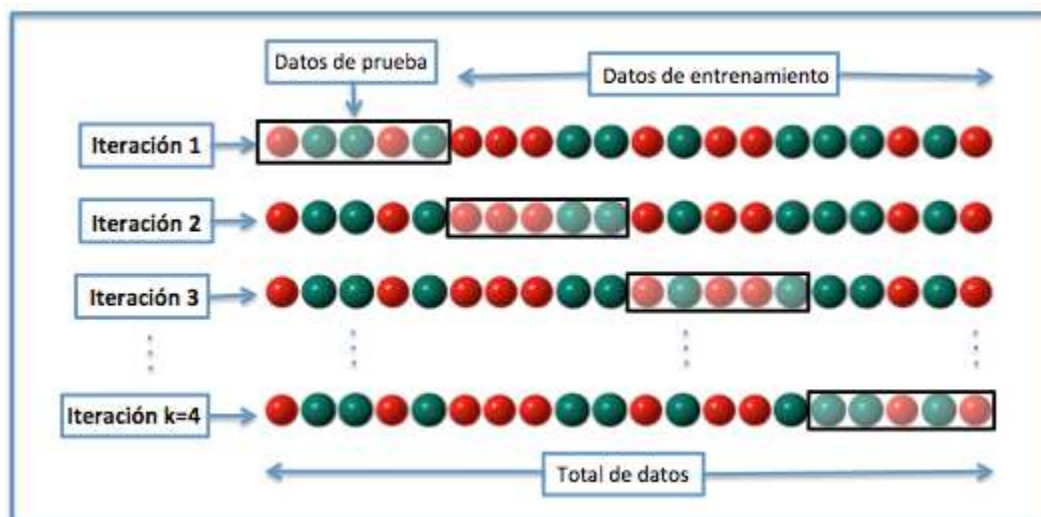 Datos de prueba
Datos de entrenamiento
Iteración 1
Iteración 2
Iteración 3
Iteración k=4
Total de datos